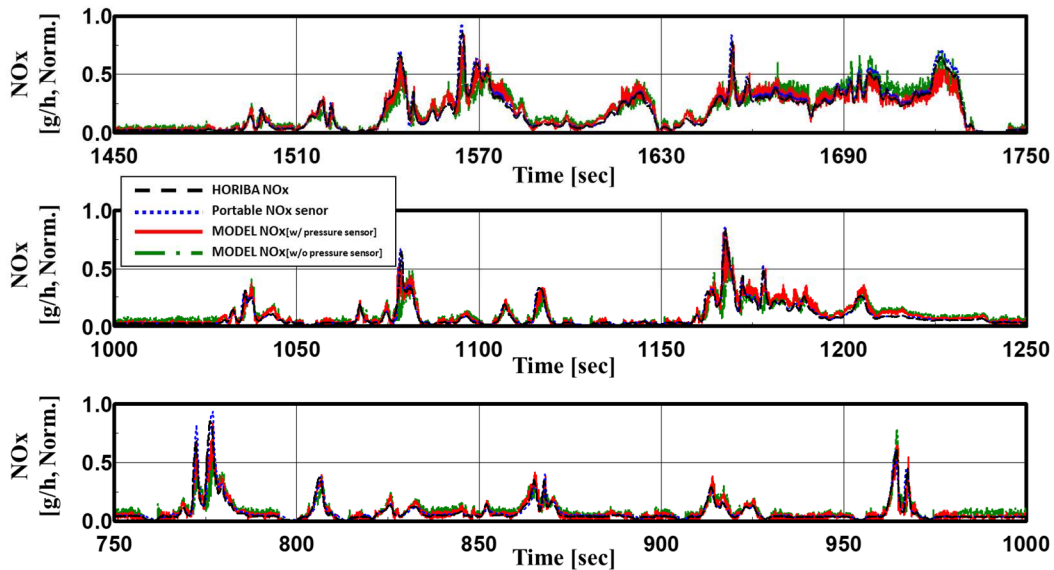 NOx
[g/h, Norm.]
1.0
0.5
0.0
1450 1510 1570 1630 1690 1750
Time [sec]
HORIBA NOx
Portable NOx senor
MODEL NOx[w/ pressure sensor]
MODEL NOx[w/o pressure sensor]
NOx
[g/h, Norm.]
1.0
0.5
0.0
1000 1050 1100 1150 1200 1250
Time [sec]
NOx
[g/h, Norm.]
1.0
0.5
0.0
750 800 850 900 950 1000
Time [sec]